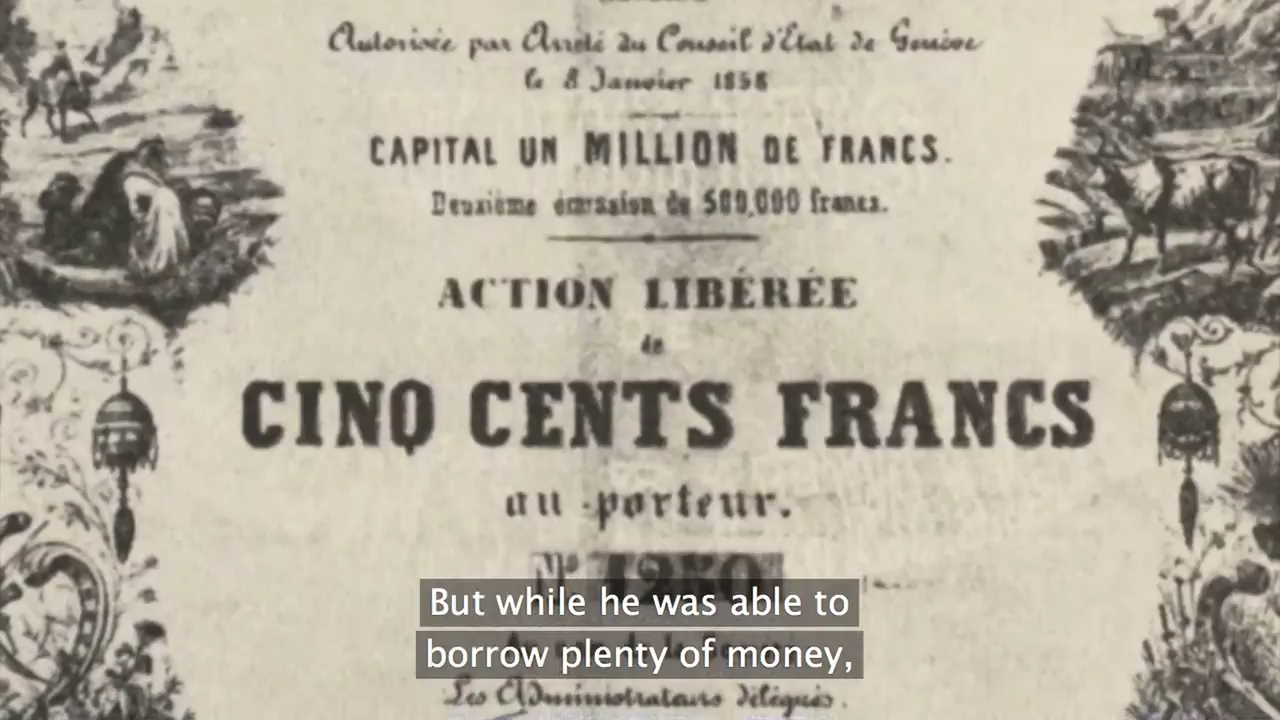 Autorisée par Arrêté du Conseil d'Etat de Genève
le 8 Janvier 1858
CAPITAL UN MILLION DE FRANCS.
Deuxième émission de 500,000 francs.
ACTION LIBÉRÉE
de
CINQ CENTS FRANCS
au porteur.
N° 1250
But while he was able to
borrow plenty of money,
Les Administrateurs délégués.